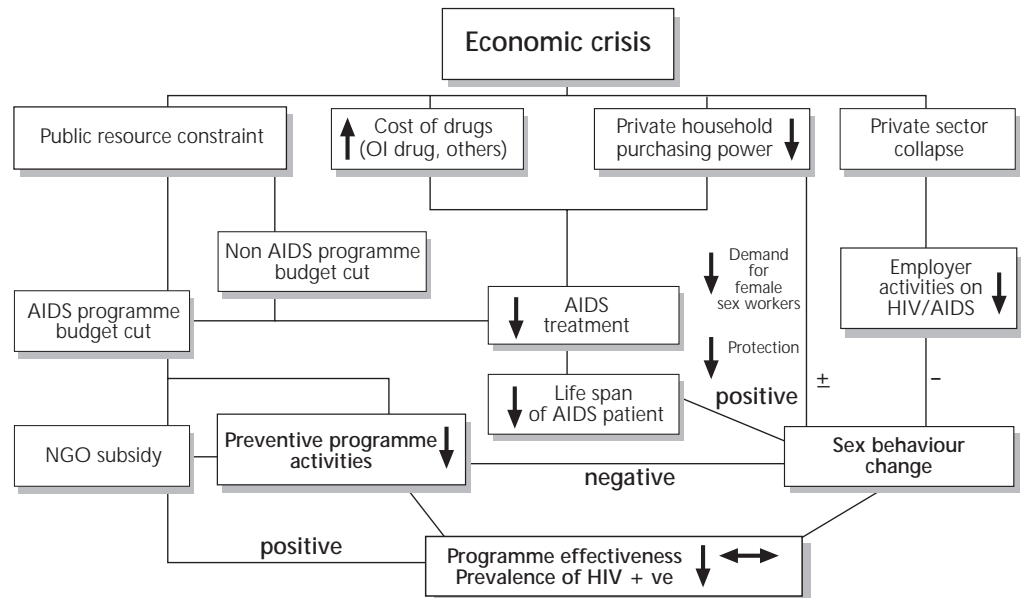 Economic crisis
Public resource constraint
Cost of drugs
(OI drug, others)
Private household
purchasing power
Private sector
collapse
Non AIDS programme
budget cut
Demand
for
female
sex workers
Employer
activities on
HIV/AIDS
AIDS programme
budget cut
AIDS
treatment
Protection
Life span
of AIDS patient
positive
±
–
NGO subsidy
Preventive programme
activities
Sex behaviour
change
negative
positive
Programme effectiveness
Prevalence of HIV + ve